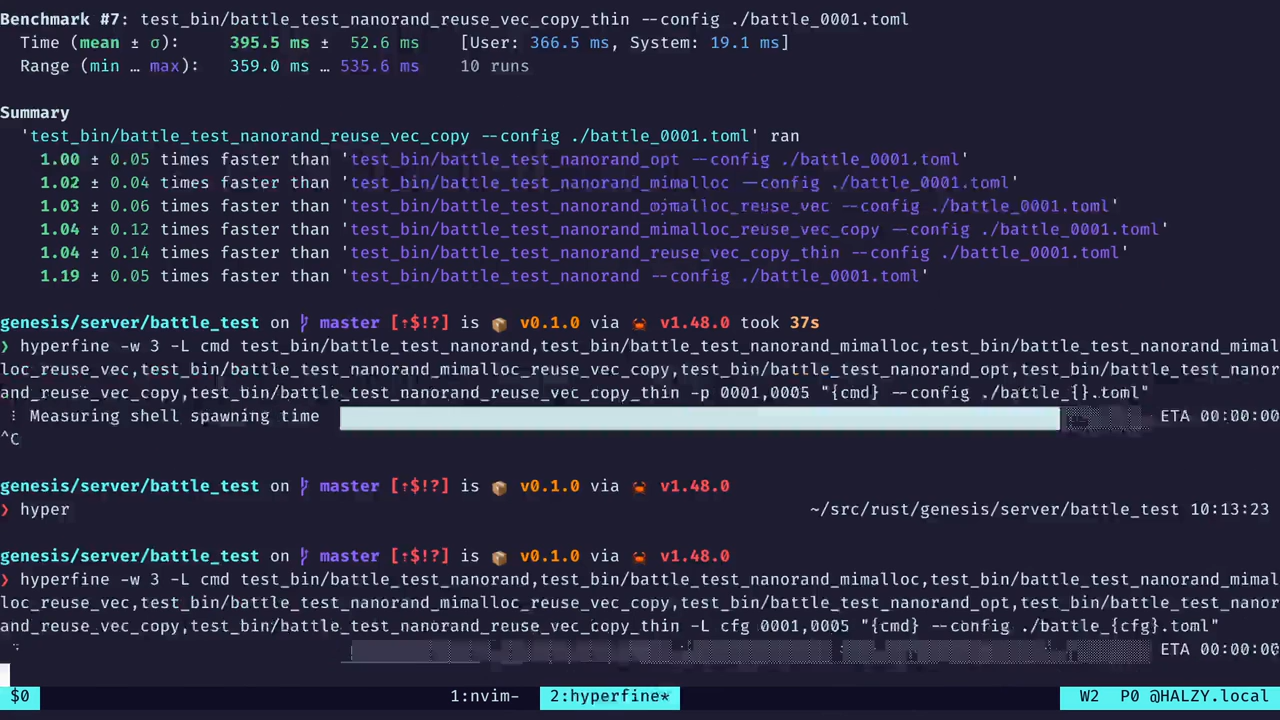 Benchmark #7: test_bin/battle_test_nanorand_reuse_vec_copy_thin --config ./battle_0001.toml
Time (mean ± σ): 395.5 ms ± 52.6 ms [User: 366.5 ms, System: 19.1 ms]
Range (min … max): 359.0 ms … 535.6 ms 10 runs
Summary
'test_bin/battle_test_nanorand_reuse_vec_copy --config ./battle_0001.toml' ran
1.00 ± 0.05 times faster than 'test_bin/battle_test_nanorand_opt --config ./battle_0001.toml'
1.02 ± 0.04 times faster than 'test_bin/battle_test_nanorand_mimalloc --config ./battle_0001.toml'
1.03 ± 0.06 times faster than 'test_bin/battle_test_nanorand_mimalloc_reuse_vec --config ./battle_0001.toml'
1.04 ± 0.12 times faster than 'test_bin/battle_test_nanorand_mimalloc_reuse_vec_copy --config ./battle_0001.toml'
1.04 ± 0.14 times faster than 'test_bin/battle_test_nanorand_reuse_vec_copy_thin --config ./battle_0001.toml'
1.19 ± 0.05 times faster than 'test_bin/battle_test_nanorand --config ./battle_0001.toml'
genesis/server/battle_test on master [⇡$!?] is 📦 v0.1.0 via 🦀 v1.48.0 took 37s
❯ hyperfine -w 3 -L cmd test_bin/battle_test_nanorand,test_bin/battle_test_nanorand_mimalloc,test_bin/battle_test_nanorand_mimal
loc_reuse_vec,test_bin/battle_test_nanorand_mimalloc_reuse_vec_copy,test_bin/battle_test_nanorand_opt,test_bin/battle_test_nanor
and_reuse_vec_copy,test_bin/battle_test_nanorand_reuse_vec_copy_thin -p 0001,0005 "{cmd} --config ./battle_{}.toml"
⠇ Measuring shell spawning time ETA 00:00:00
^C
genesis/server/battle_test on master [⇡$!?] is 📦 v0.1.0 via 🦀 v1.48.0
❯ hyper ~/src/rust/genesis/server/battle_test 10:13:23
genesis/server/battle_test on master [⇡$!?] is 📦 v0.1.0 via 🦀 v1.48.0
❯ hyperfine -w 3 -L cmd test_bin/battle_test_nanorand,test_bin/battle_test_nanorand_mimalloc,test_bin/battle_test_nanorand_mimal
loc_reuse_vec,test_bin/battle_test_nanorand_mimalloc_reuse_vec_copy,test_bin/battle_test_nanorand_opt,test_bin/battle_test_nanor
and_reuse_vec_copy,test_bin/battle_test_nanorand_reuse_vec_copy_thin -L cfg 0001,0005 "{cmd} --config ./battle_{cfg}.toml"
ETA 00:00:00
$0 1:nvim- 2:hyperfine* W2 P0 @HALZY.local